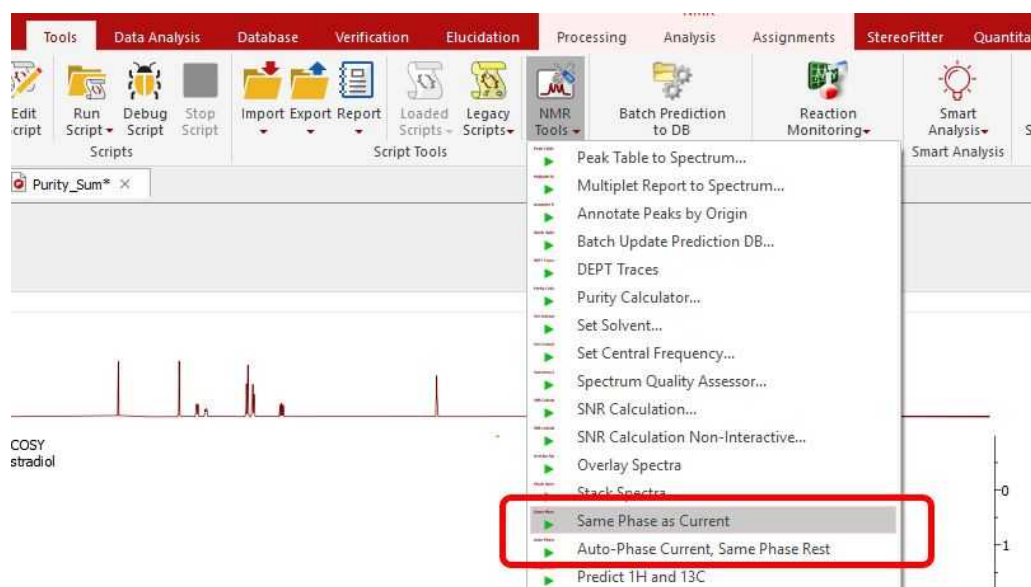 Tools Data Analysis Database Verification Elucidation Processing Analysis Assignments StereoFitter
Edit Run Debug Stop Import Export Report Loaded Legacy NMR Batch Prediction Reaction Smart
Script Script Script Scripts Scripts Tools to DB Monitoring Analysis
Scripts Script Tools Smart Analysis
Purity_Sum*
Peak Table to Spectrum...
Multiplet Report to Spectrum...
Annotate Peaks by Origin
Batch Update Prediction DB...
DEPT Traces
Purity Calculator...
Set Solvent...
Set Central Frequency...
Spectrum Quality Assessor...
SNR Calculation...
SNR Calculation Non-Interactive...
COSY
stradiol
Overlay Spectra
Stack Spectra
0
Same Phase as Current
Auto-Phase Current, Same Phase Rest
1
Predict 1H and 13C